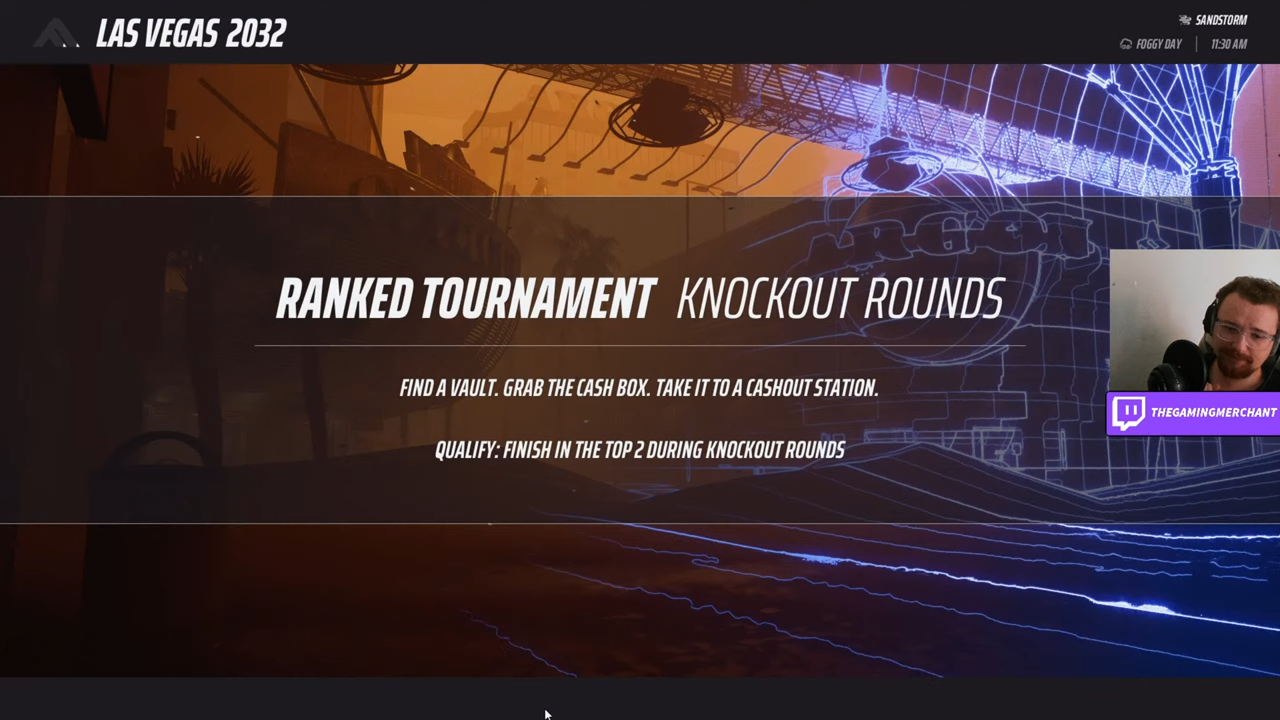 LAS VEGAS 2032
SANDSTORM
FOGGY DAY | 11:30 AM
ARGON
RANKED TOURNAMENT KNOCKOUT ROUNDS
FIND A VAULT. GRAB THE CASH BOX. TAKE IT TO A CASHOUT STATION.
QUALIFY: FINISH IN THE TOP 2 DURING KNOCKOUT ROUNDS
THEGAMINGMERCHANT